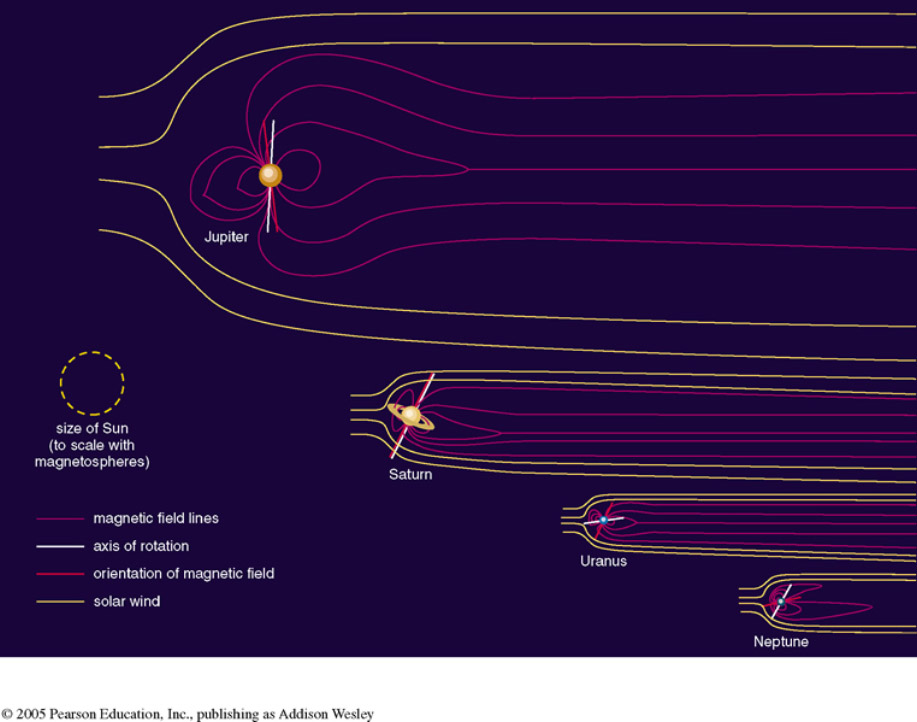 Jupiter
size of Sun
(to scale with
magnetospheres)
Saturn
magnetic field lines
axis of rotation
orientation of magnetic field
solar wind
Uranus
Neptune
© 2005 Pearson Education, Inc., publishing as Addison Wesley